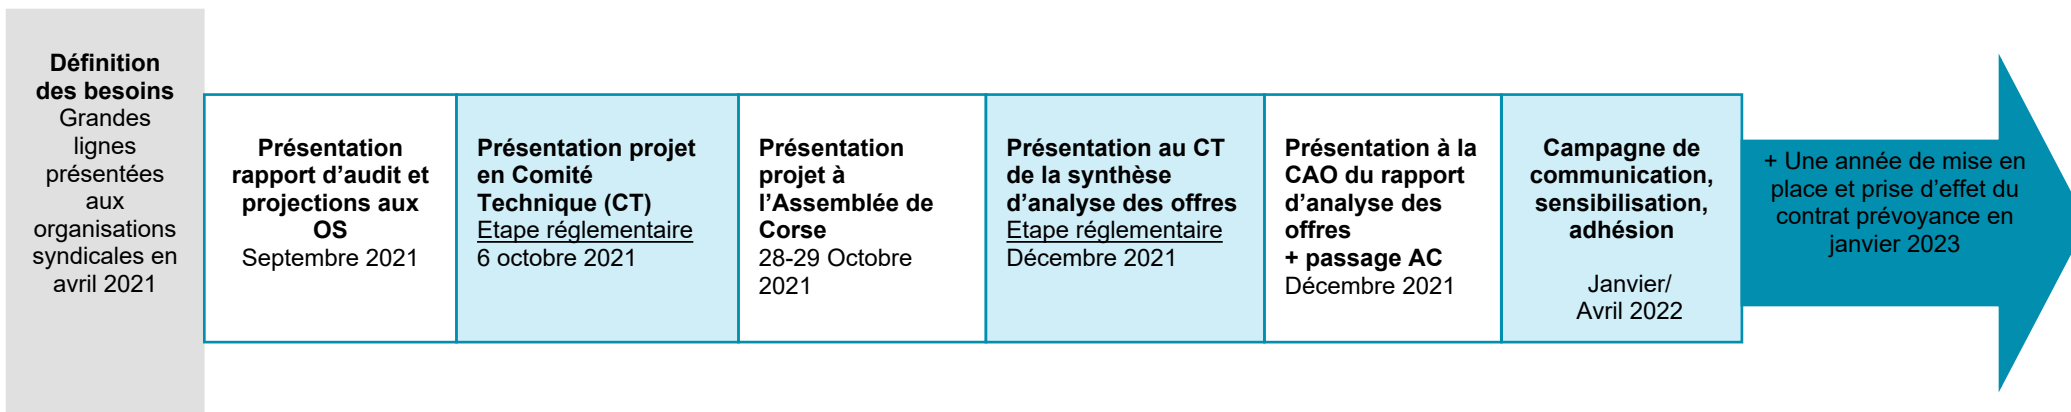 Définition
des besoins
Grandes
lignes
présentées
aux
organisations
syndicales en
avril 2021
Présentation
rapport d’audit et
projections aux
OS
Septembre 2021
Présentation projet
en Comité
Technique (CT)
Etape réglementaire
6 octobre 2021
Présentation
projet à
l’Assemblée de
Corse
28-29 Octobre
2021
Présentation au CT
de la synthèse
d’analyse des offres
Etape réglementaire
Décembre 2021
Présentation à la
CAO du rapport
d’analyse des
offres
+ passage AC
Décembre 2021
Campagne de
communication,
sensibilisation,
adhésion
Janvier/
Avril 2022
+ Une année de mise en
place et prise d’effet du
contrat prévoyance en
janvier 2023